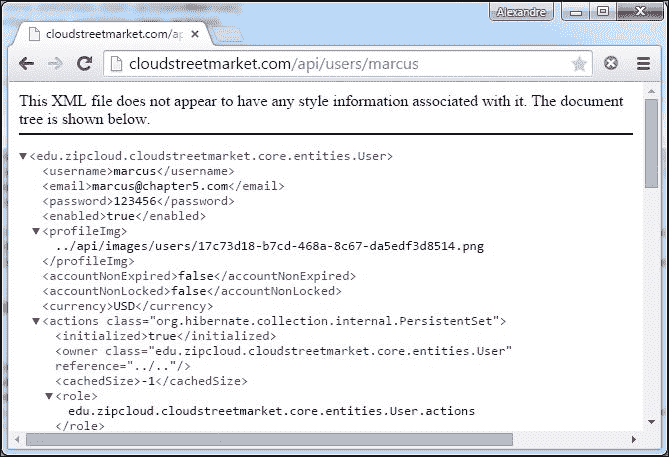 Alexandre
cloudstreetmarket.com/ap
cloudstreetmarket.com/api/users/marcus
This XML file does not appear to have any style information associated with it. The document
tree is shown below.
<edu.zipcloud.cloudstreetmarket.core.entities.User>
<username>marcus</username>
<email>marcus@chapter5.com</email>
<password>123456</password>
<enabled>true</enabled>
<profileImg>
../api/images/users/17c73d18-b7cd-468a-8c67-da5edf3d8514.png
</profileImg>
<accountNonExpired>false</accountNonExpired>
<accountNonLocked>false</accountNonLocked>
<currency>USD</currency>
<actions class="org.hibernate.collection.internal.PersistentSet">
<initialized>true</initialized>
<owner class="edu.zipcloud.cloudstreetmarket.core.entities.User"
reference="../.."/>
<cachedSize>-1</cachedSize>
<role>
edu.zipcloud.cloudstreetmarket.core.entities.User.actions
</role>